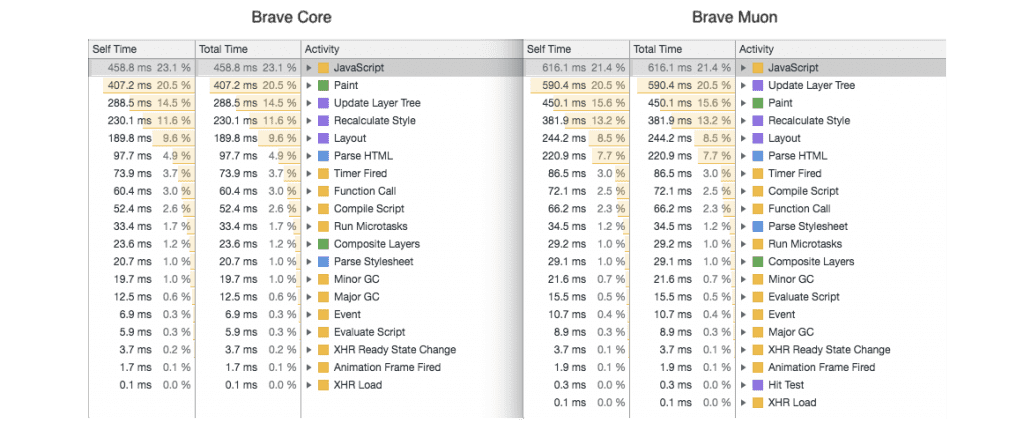 Brave Core
Self Time Total Time Activity
458.8 ms 23.1 % 458.8 ms 23.1 % JavaScript
407.2 ms 20.5 % 407.2 ms 20.5 % Paint
288.5 ms 14.5 % 288.5 ms 14.5 % Update Layer Tree
230.1 ms 11.6 % 230.1 ms 11.6 % Recalculate Style
189.8 ms 9.6 % 189.8 ms 9.6 % Layout
97.7 ms 4.9 % 97.7 ms 4.9 % Parse HTML
73.9 ms 3.7 % 73.9 ms 3.7 % Timer Fired
60.4 ms 3.0 % 60.4 ms 3.0 % Function Call
52.4 ms 2.6 % 52.4 ms 2.6 % Compile Script
33.4 ms 1.7 % 33.4 ms 1.7 % Run Microtasks
23.6 ms 1.2 % 23.6 ms 1.2 % Composite Layers
20.7 ms 1.0 % 20.7 ms 1.0 % Parse Stylesheet
19.7 ms 1.0 % 19.7 ms 1.0 % Minor GC
12.5 ms 0.6 % 12.5 ms 0.6 % Major GC
6.9 ms 0.3 % 6.9 ms 0.3 % Event
5.9 ms 0.3 % 5.9 ms 0.3 % Evaluate Script
3.7 ms 0.2 % 3.7 ms 0.2 % XHR Ready State Change
1.7 ms 0.1 % 1.7 ms 0.1 % Animation Frame Fired
0.1 ms 0.0 % 0.1 ms 0.0 % XHR Load
Brave Muon
Self Time Total Time Activity
616.1 ms 21.4 % 616.1 ms 21.4 % JavaScript
590.4 ms 20.5 % 590.4 ms 20.5 % Update Layer Tree
450.1 ms 15.6 % 450.1 ms 15.6 % Paint
381.9 ms 13.2 % 381.9 ms 13.2 % Recalculate Style
244.2 ms 8.5 % 244.2 ms 8.5 % Layout
220.9 ms 7.7 % 220.9 ms 7.7 % Parse HTML
86.5 ms 3.0 % 86.5 ms 3.0 % Timer Fired
72.1 ms 2.5 % 72.1 ms 2.5 % Compile Script
66.2 ms 2.3 % 66.2 ms 2.3 % Function Call
34.5 ms 1.2 % 34.5 ms 1.2 % Parse Stylesheet
29.2 ms 1.0 % 29.2 ms 1.0 % Run Microtasks
29.1 ms 1.0 % 29.1 ms 1.0 % Composite Layers
21.6 ms 0.7 % 21.6 ms 0.7 % Minor GC
15.5 ms 0.5 % 15.5 ms 0.5 % Evaluate Script
10.7 ms 0.4 % 10.7 ms 0.4 % Event
8.9 ms 0.3 % 8.9 ms 0.3 % Major GC
3.7 ms 0.1 % 3.7 ms 0.1 % XHR Ready State Change
1.9 ms 0.1 % 1.9 ms 0.1 % Animation Frame Fired
0.3 ms 0.0 % 0.3 ms 0.0 % Hit Test
0.1 ms 0.0 % 0.1 ms 0.0 % XHR Load